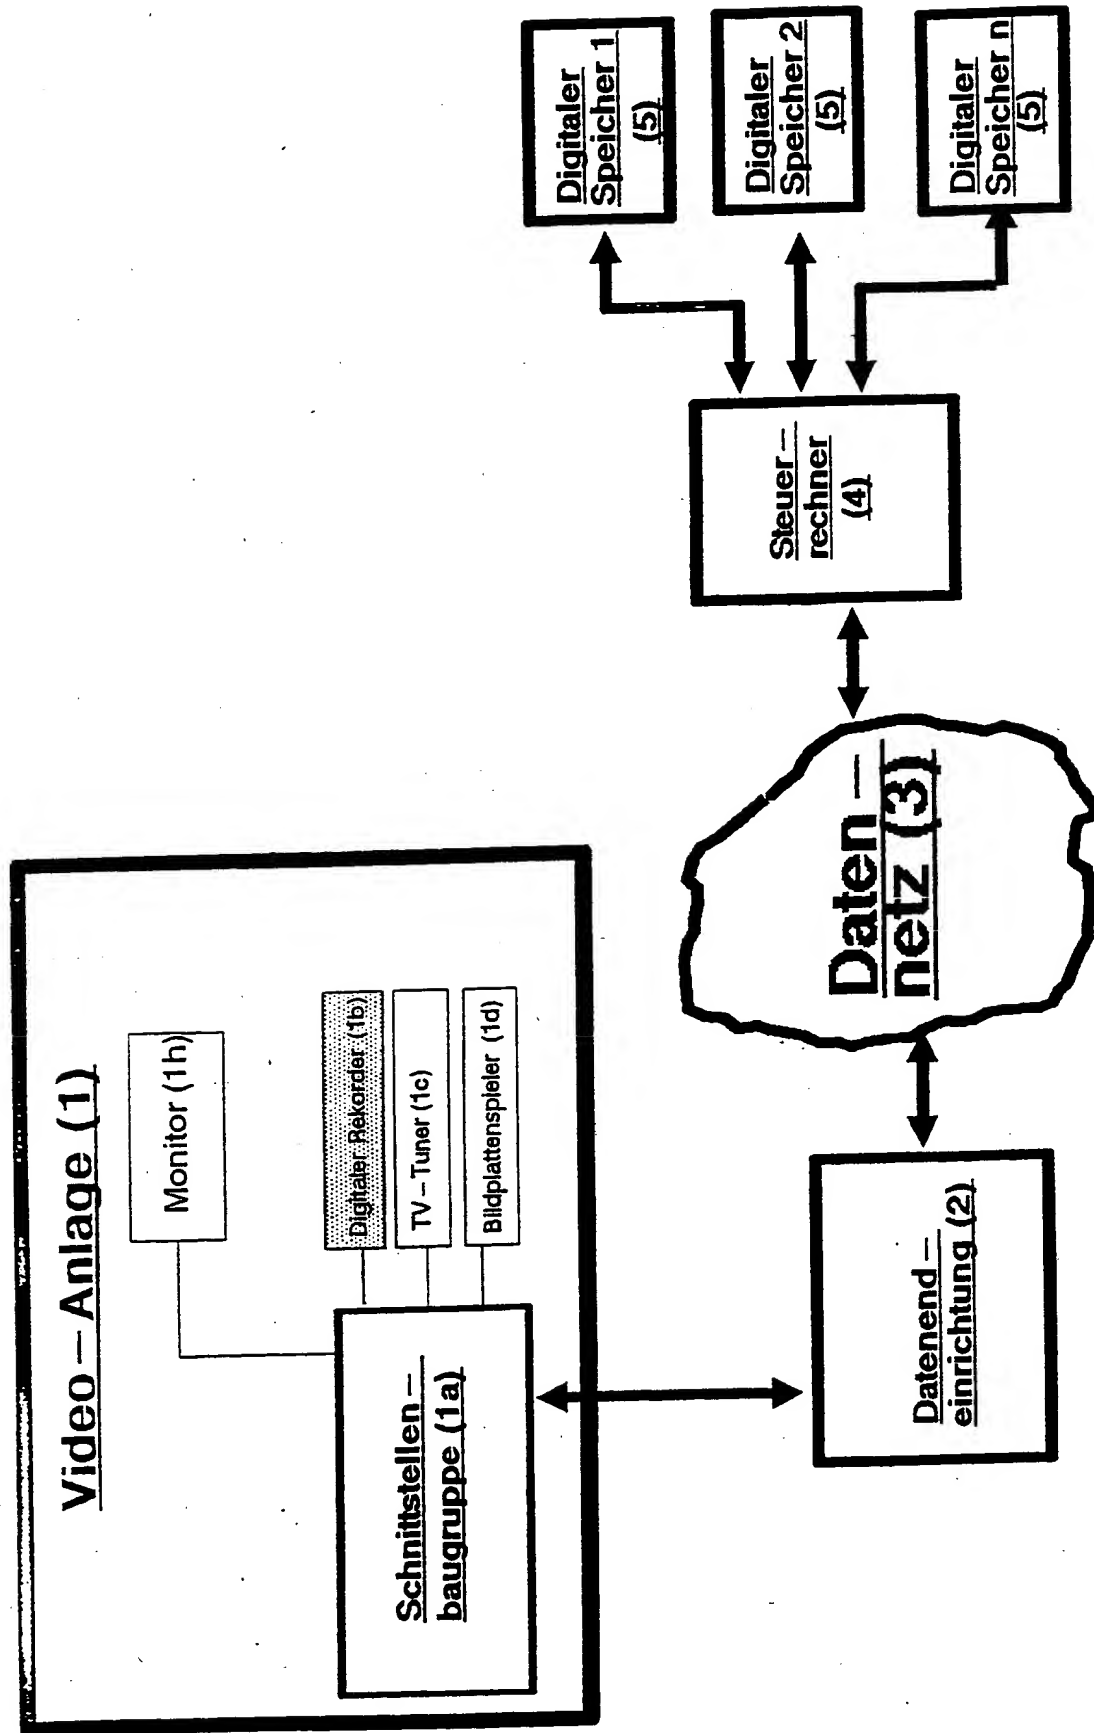 Video–Anlage (1)
Monitor (1h)
Digitaler Rekorder (1b)
TV–Tuner (1c)
Bildplattenspieler (1d)
Schnittstellen–
baugruppe (1a)
Datenend–
einrichtung (2)
Daten–
netz (3)
Steuer–
rechner
(4)
Digitaler
Speicher 1
(5)
Digitaler
Speicher 2
(5)
Digitaler
Speicher n
(5)